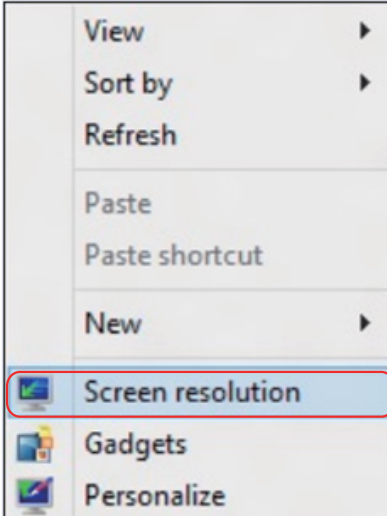 View
Sort by
Refresh
Paste
Paste shortcut
New
Screen resolution
Gadgets
Personalize